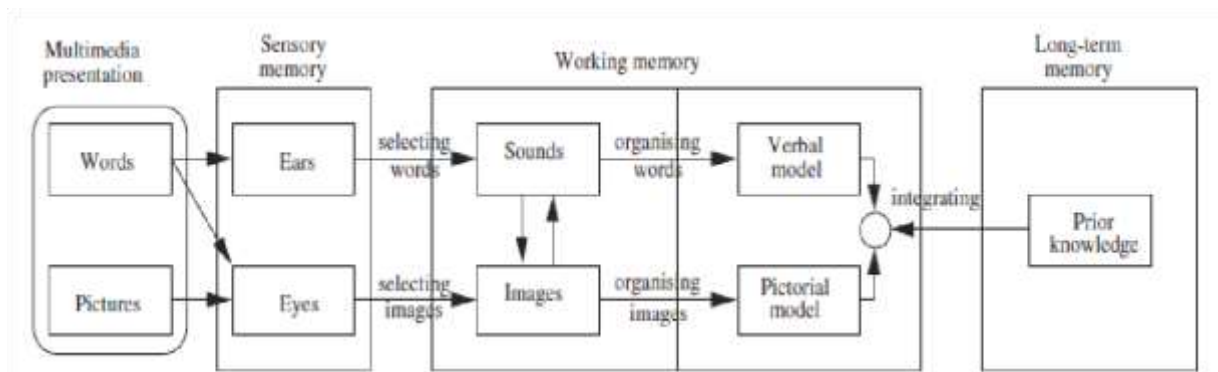 Multimedia
presentation
Sensory
memory
Working memory
Long-term
memory
Words
Ears
selecting
words
Sounds
organising
words
Verbal
model
integrating
Prior
knowledge
Pictures
Eyes
selecting
images
Images
organising
images
Pictorial
model